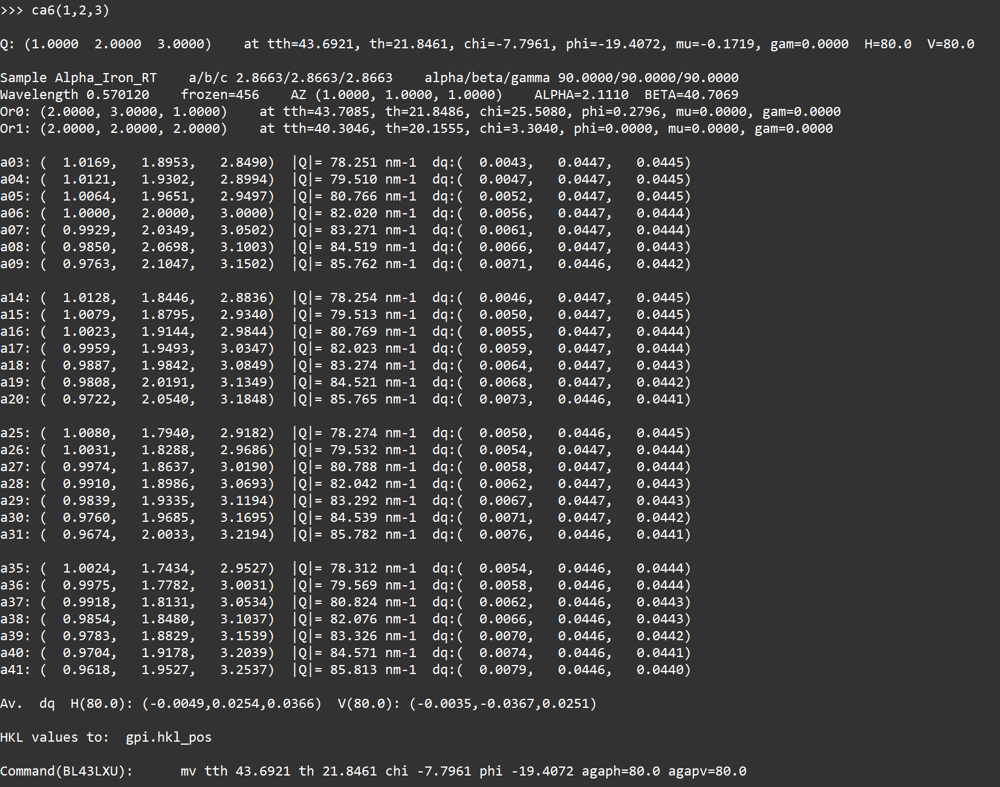 >>> ca6(1,2,3)
Q: (1.0000  2.0000  3.0000)    at tth=43.6921, th=21.8461, chi=-7.7961, phi=-19.4072, mu=-0.1719, gam=0.0000  H=80.0  V=80.0
Sample Alpha_Iron_RT    a/b/c 2.8663/2.8663/2.8663    alpha/beta/gamma 90.0000/90.0000/90.0000
Wavelength 0.570120    frozen=456    AZ (1.0000, 1.0000, 1.0000)    ALPHA=2.1110  BETA=40.7069
Or0: (2.0000, 3.0000, 1.0000)    at tth=43.7085, th=21.8486, chi=25.5080, phi=0.2796, mu=0.0000, gam=0.0000
Or1: (2.0000, 2.0000, 2.0000)    at tth=40.3046, th=20.1555, chi=3.3040, phi=0.0000, mu=0.0000, gam=0.0000
a03: (  1.0169,   1.8953,   2.8490)  |Q|= 78.251 nm-1  dq:(  0.0043,   0.0447,   0.0445)
a04: (  1.0121,   1.9302,   2.8994)  |Q|= 79.510 nm-1  dq:(  0.0047,   0.0447,   0.0445)
a05: (  1.0064,   1.9651,   2.9497)  |Q|= 80.766 nm-1  dq:(  0.0052,   0.0447,   0.0445)
a06: (  1.0000,   2.0000,   3.0000)  |Q|= 82.020 nm-1  dq:(  0.0056,   0.0447,   0.0444)
a07: (  0.9929,   2.0349,   3.0502)  |Q|= 83.271 nm-1  dq:(  0.0061,   0.0447,   0.0444)
a08: (  0.9850,   2.0698,   3.1003)  |Q|= 84.519 nm-1  dq:(  0.0066,   0.0447,   0.0443)
a09: (  0.9763,   2.1047,   3.1502)  |Q|= 85.762 nm-1  dq:(  0.0071,   0.0446,   0.0442)
a14: (  1.0128,   1.8446,   2.8836)  |Q|= 78.254 nm-1  dq:(  0.0046,   0.0447,   0.0445)
a15: (  1.0079,   1.8795,   2.9340)  |Q|= 79.513 nm-1  dq:(  0.0050,   0.0447,   0.0445)
a16: (  1.0023,   1.9144,   2.9844)  |Q|= 80.769 nm-1  dq:(  0.0055,   0.0447,   0.0444)
a17: (  0.9959,   1.9493,   3.0347)  |Q|= 82.023 nm-1  dq:(  0.0059,   0.0447,   0.0444)
a18: (  0.9887,   1.9842,   3.0849)  |Q|= 83.274 nm-1  dq:(  0.0064,   0.0447,   0.0443)
a19: (  0.9808,   2.0191,   3.1349)  |Q|= 84.521 nm-1  dq:(  0.0068,   0.0447,   0.0442)
a20: (  0.9722,   2.0540,   3.1848)  |Q|= 85.765 nm-1  dq:(  0.0073,   0.0446,   0.0441)
a25: (  1.0080,   1.7940,   2.9182)  |Q|= 78.274 nm-1  dq:(  0.0050,   0.0446,   0.0445)
a26: (  1.0031,   1.8288,   2.9686)  |Q|= 79.532 nm-1  dq:(  0.0054,   0.0447,   0.0444)
a27: (  0.9974,   1.8637,   3.0190)  |Q|= 80.788 nm-1  dq:(  0.0058,   0.0447,   0.0444)
a28: (  0.9910,   1.8986,   3.0693)  |Q|= 82.042 nm-1  dq:(  0.0062,   0.0447,   0.0443)
a29: (  0.9839,   1.9335,   3.1194)  |Q|= 83.292 nm-1  dq:(  0.0067,   0.0447,   0.0443)
a30: (  0.9760,   1.9685,   3.1695)  |Q|= 84.539 nm-1  dq:(  0.0071,   0.0447,   0.0442)
a31: (  0.9674,   2.0033,   3.2194)  |Q|= 85.782 nm-1  dq:(  0.0076,   0.0446,   0.0441)
a35: (  1.0024,   1.7434,   2.9527)  |Q|= 78.312 nm-1  dq:(  0.0054,   0.0446,   0.0444)
a36: (  0.9975,   1.7782,   3.0031)  |Q|= 79.569 nm-1  dq:(  0.0058,   0.0446,   0.0444)
a37: (  0.9918,   1.8131,   3.0534)  |Q|= 80.824 nm-1  dq:(  0.0062,   0.0446,   0.0443)
a38: (  0.9854,   1.8480,   3.1037)  |Q|= 82.076 nm-1  dq:(  0.0066,   0.0446,   0.0443)
a39: (  0.9783,   1.8829,   3.1539)  |Q|= 83.326 nm-1  dq:(  0.0070,   0.0446,   0.0442)
a40: (  0.9704,   1.9178,   3.2039)  |Q|= 84.571 nm-1  dq:(  0.0074,   0.0446,   0.0441)
a41: (  0.9618,   1.9527,   3.2537)  |Q|= 85.813 nm-1  dq:(  0.0079,   0.0446,   0.0440)
Av.  dq  H(80.0): (-0.0049,0.0254,0.0366)  V(80.0): (-0.0035,-0.0367,0.0251)
HKL values to:  gpi.hkl_pos
Command(BL43LXU):      mv tth 43.6921 th 21.8461 chi -7.7961 phi -19.4072 agaph=80.0 agapv=80.0